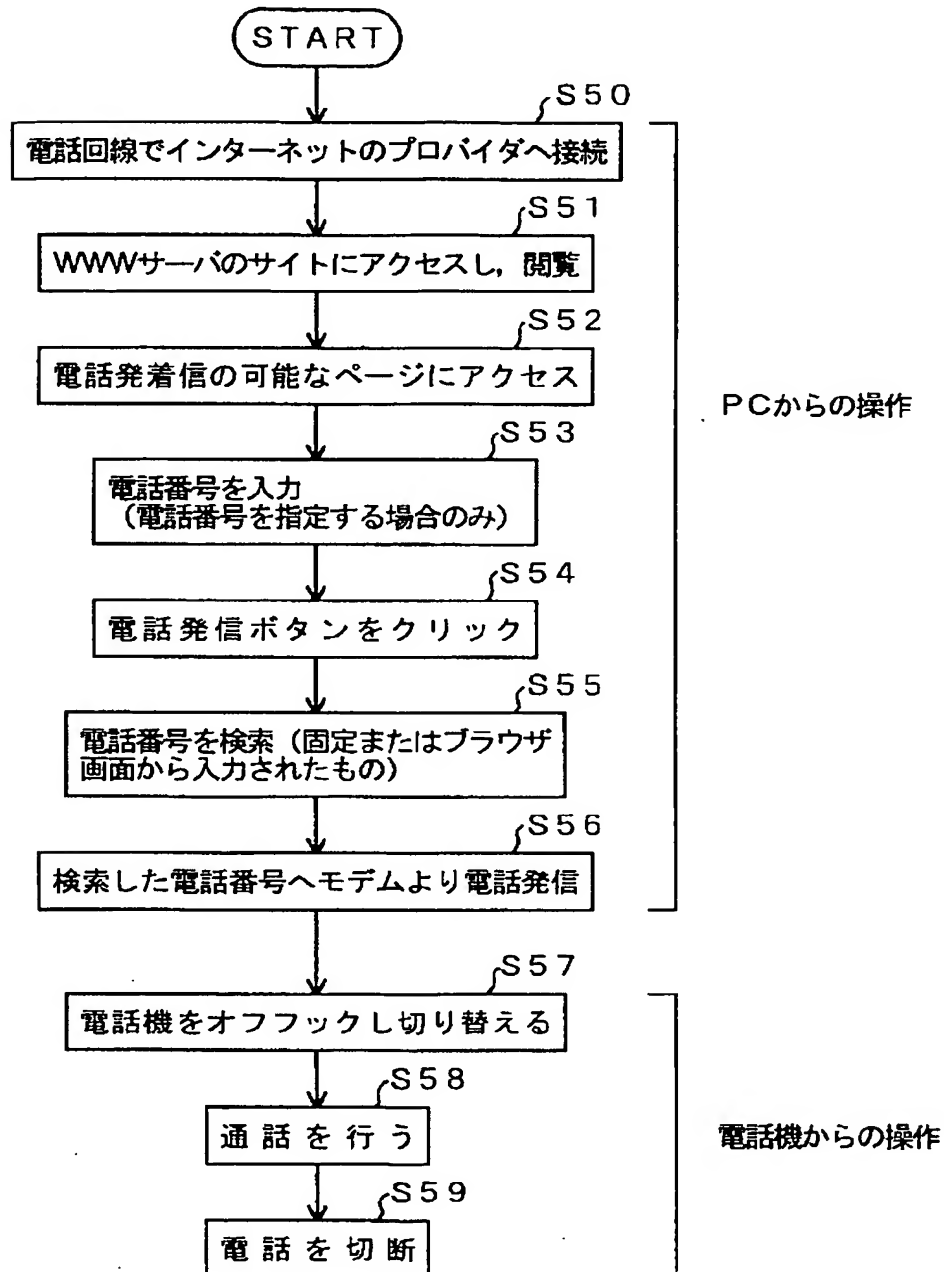 START
S50
電話回線でインターネットのプロバイダへ接続
S51
WWWサーバのサイトにアクセスし，閲覧
S52
電話発着信の可能なページにアクセス
PCからの操作
S53
電話番号を入力
（電話番号を指定する場合のみ）
S54
電話発信ボタンをクリック
S55
電話番号を検索（固定またはブラウザ
画面から入力されたもの）
S56
検索した電話番号へモデムより電話発信
S57
電話機をオフフックし切り替える
S58
通話を行う
電話機からの操作
S59
電話を切断